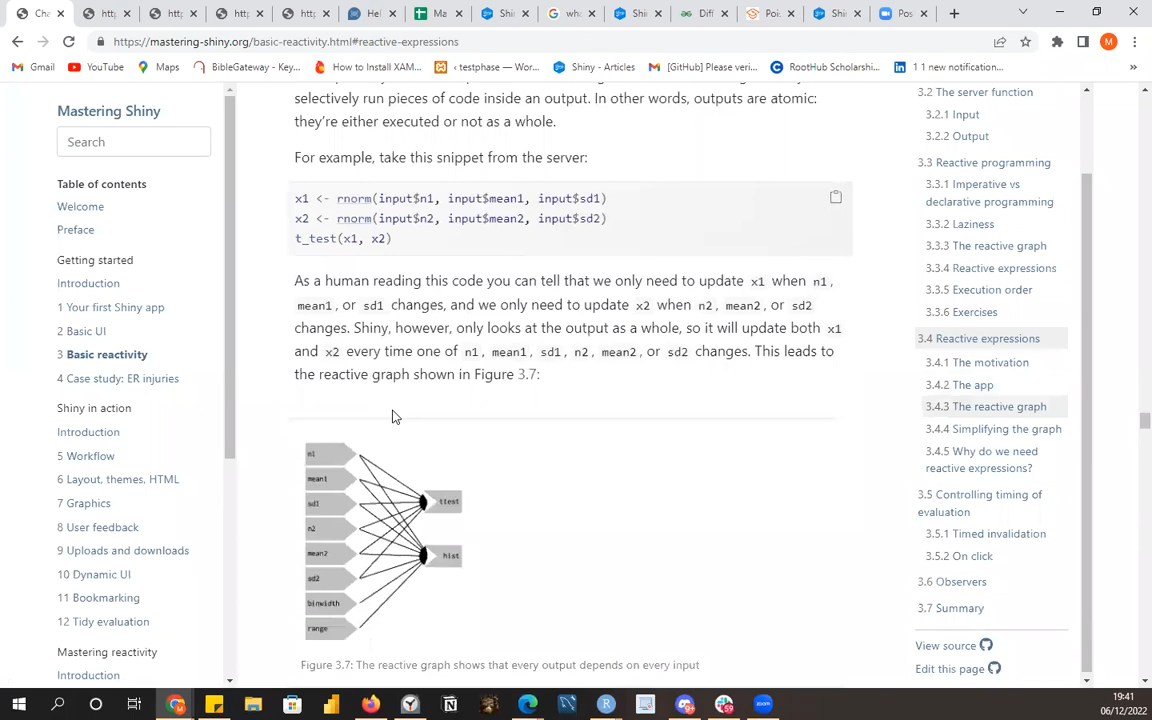 Cha
http
http
http
http
Hel
Ma
Shin
wha
Shin
Diff
Pois
Shin
Pos
https://mastering-shiny.org/basic-reactivity.html#reactive-expressions
M
Gmail
YouTube
Maps
BibleGateway - Key...
How to Install XAM...
‹ testphase — Wor...
Shiny - Articles
[GitHub] Please veri...
RootHub Scholarshi...
1 1 new notification...
»
Mastering Shiny
Search
Table of contents
Welcome
Preface
Getting started
Introduction
1 Your first Shiny app
2 Basic UI
3 Basic reactivity
4 Case study: ER injuries
Shiny in action
Introduction
5 Workflow
6 Layout, themes, HTML
7 Graphics
8 User feedback
9 Uploads and downloads
10 Dynamic UI
11 Bookmarking
12 Tidy evaluation
Mastering reactivity
Introduction
selectively run pieces of code inside an output. In other words, outputs are atomic:
they're either executed or not as a whole.
For example, take this snippet from the server:
x1 <- rnorm(input$n1, input$mean1, input$sd1)
x2 <- rnorm(input$n2, input$mean2, input$sd2)
t_test(x1, x2)
As a human reading this code you can tell that we only need to update x1 when n1,
mean1, or sd1 changes, and we only need to update x2 when n2, mean2, or sd2
changes. Shiny, however, only looks at the output as a whole, so it will update both x1
and x2 every time one of n1, mean1, sd1, n2, mean2, or sd2 changes. This leads to
the reactive graph shown in Figure 3.7:
n1
mean1
sd1
n2
mean2
sd2
binwidth
range
ttest
hist
Figure 3.7: The reactive graph shows that every output depends on every input
3.2 The server function
3.2.1 Input
3.2.2 Output
3.3 Reactive programming
3.3.1 Imperative vs
declarative programming
3.3.2 Laziness
3.3.3 The reactive graph
3.3.4 Reactive expressions
3.3.5 Execution order
3.3.6 Exercises
3.4 Reactive expressions
3.4.1 The motivation
3.4.2 The app
3.4.3 The reactive graph
3.4.4 Simplifying the graph
3.4.5 Why do we need
reactive expressions?
3.5 Controlling timing of
evaluation
3.5.1 Timed invalidation
3.5.2 On click
3.6 Observers
3.7 Summary
View source
Edit this page
19:41
06/12/2022